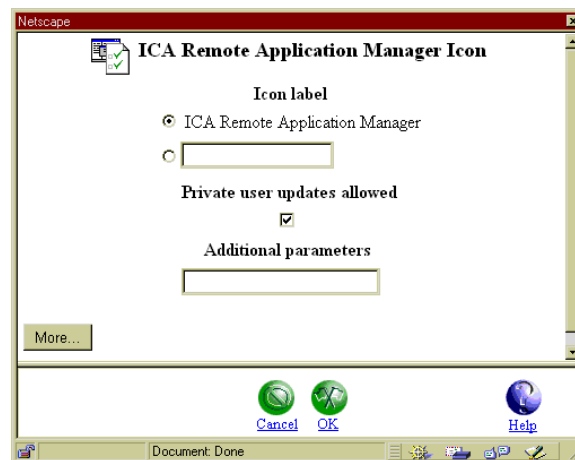 Netscape
ICA Remote Application Manager Icon
Icon label
ICA Remote Application Manager
Private user updates allowed
Additional parameters
More...
Cancel OK Help
Document: Done